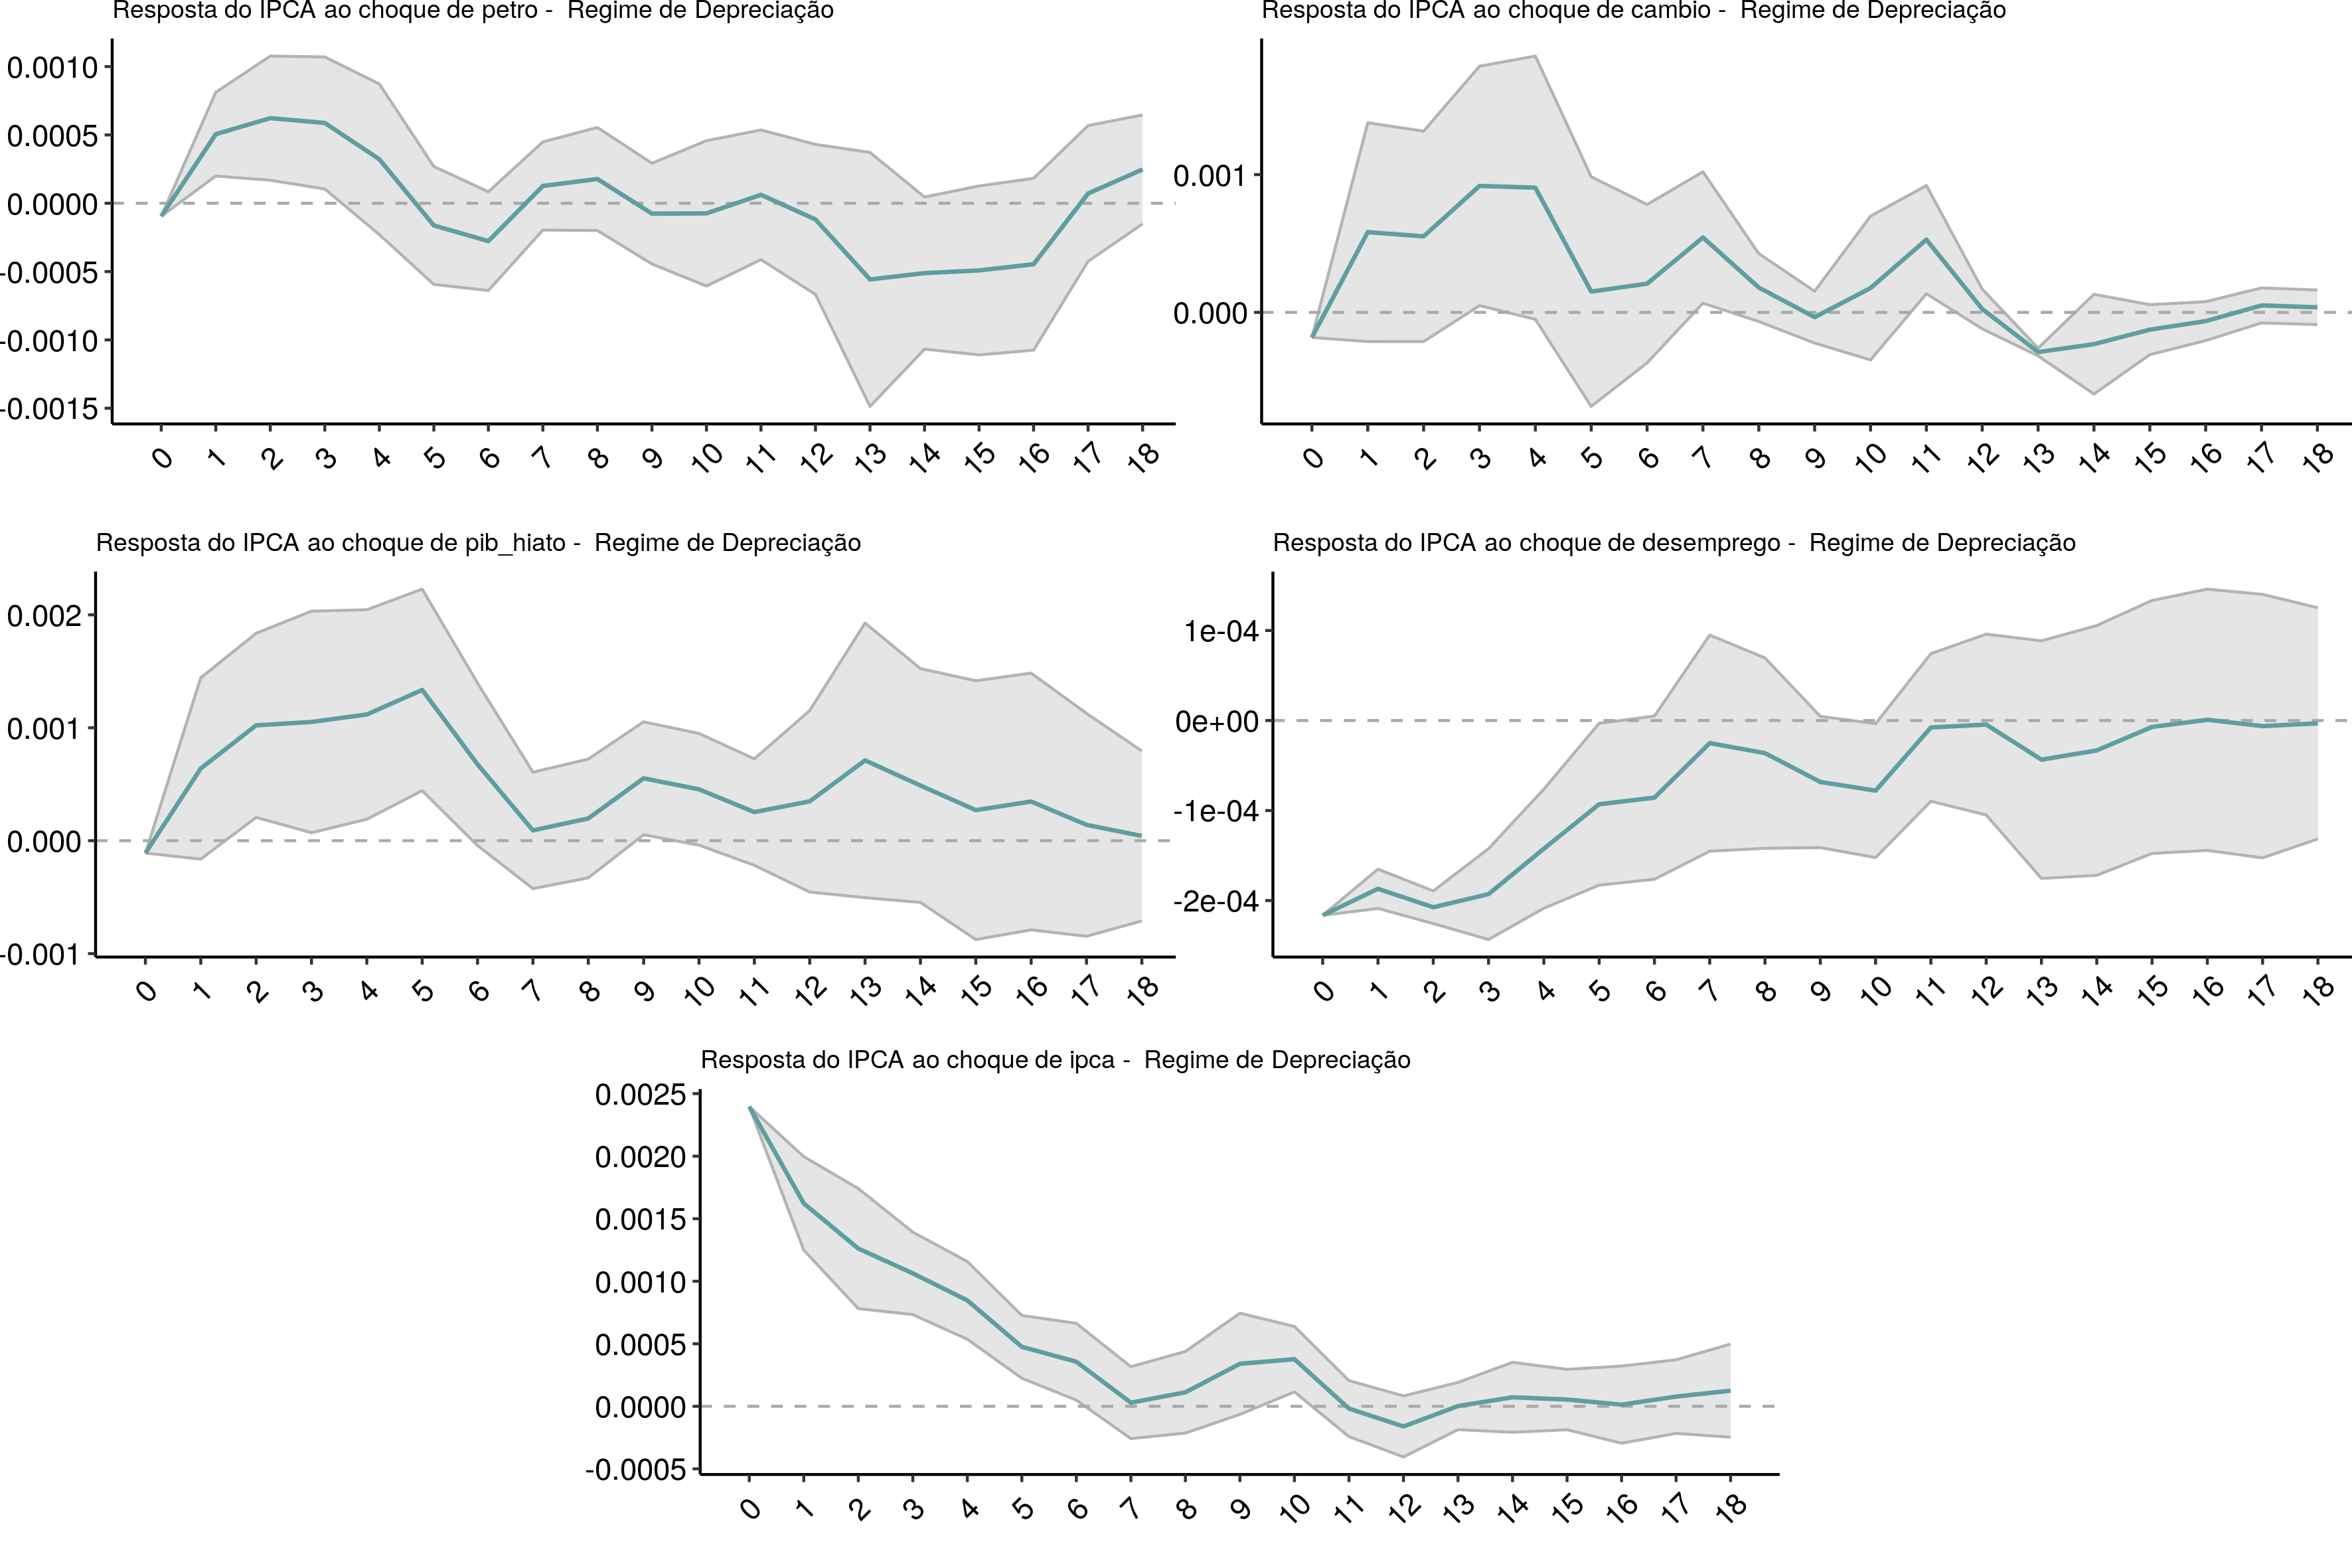 Resposta do IPCA ao choque de petro -  Regime de Depreciação
0.0010
0.0005
0.0000
-0.0005
-0.0010
-0.0015
0 1 2 3 4 5 6 7 8 9 10 11 12 13 14 15 16 17 18
Resposta do IPCA ao choque de cambio -  Regime de Depreciação
0.001
0.000
0 1 2 3 4 5 6 7 8 9 10 11 12 13 14 15 16 17 18
Resposta do IPCA ao choque de pib_hiato -  Regime de Depreciação
0.002
0.001
0.000
-0.001
0 1 2 3 4 5 6 7 8 9 10 11 12 13 14 15 16 17 18
Resposta do IPCA ao choque de desemprego -  Regime de Depreciação
1e-04
0e+00
-1e-04
-2e-04
0 1 2 3 4 5 6 7 8 9 10 11 12 13 14 15 16 17 18
Resposta do IPCA ao choque de ipca -  Regime de Depreciação
0.0025
0.0020
0.0015
0.0010
0.0005
0.0000
-0.0005
0 1 2 3 4 5 6 7 8 9 10 11 12 13 14 15 16 17 18